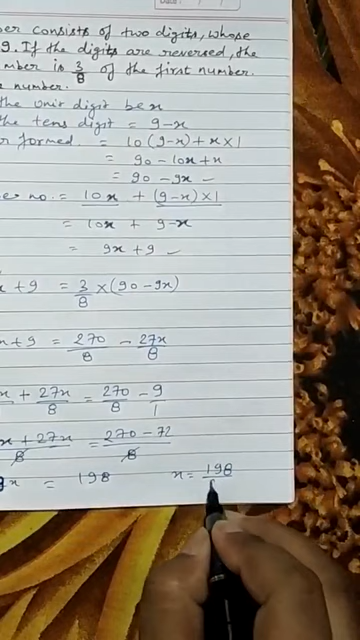 Date :
ber consists of two digits, whose
9. If the digits are reversed, the
mber is 3/8 of the first number.
number.
the unit digit be x
the tens digit = 9-x
formed = 10(9-x)+x×1
= 90-10x+x
= 90-9x
no. = 10x + (9-x)×1
= 10x + 9-x
= 9x+9
x+9 = 3/8 ×(90-9x)
x+9 = 270/8 - 27x/8
x + 27x/8 = 270/8 - 9/1
x+27x/8 = 270-72/8
x = 198 x= 198